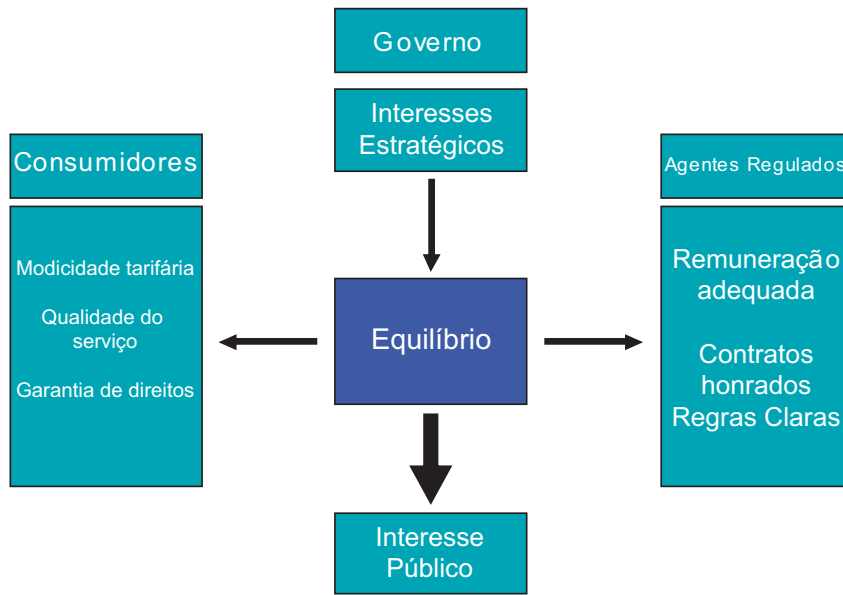 Governo
Interesses
Estratégicos
Consumidores
Modicidade tarifária
Qualidade do
serviço
Garantia de direitos
Equilíbrio
Agentes Regulados
Remuneração
adequada
Contratos
honrados
Regras Claras
Interesse
Público